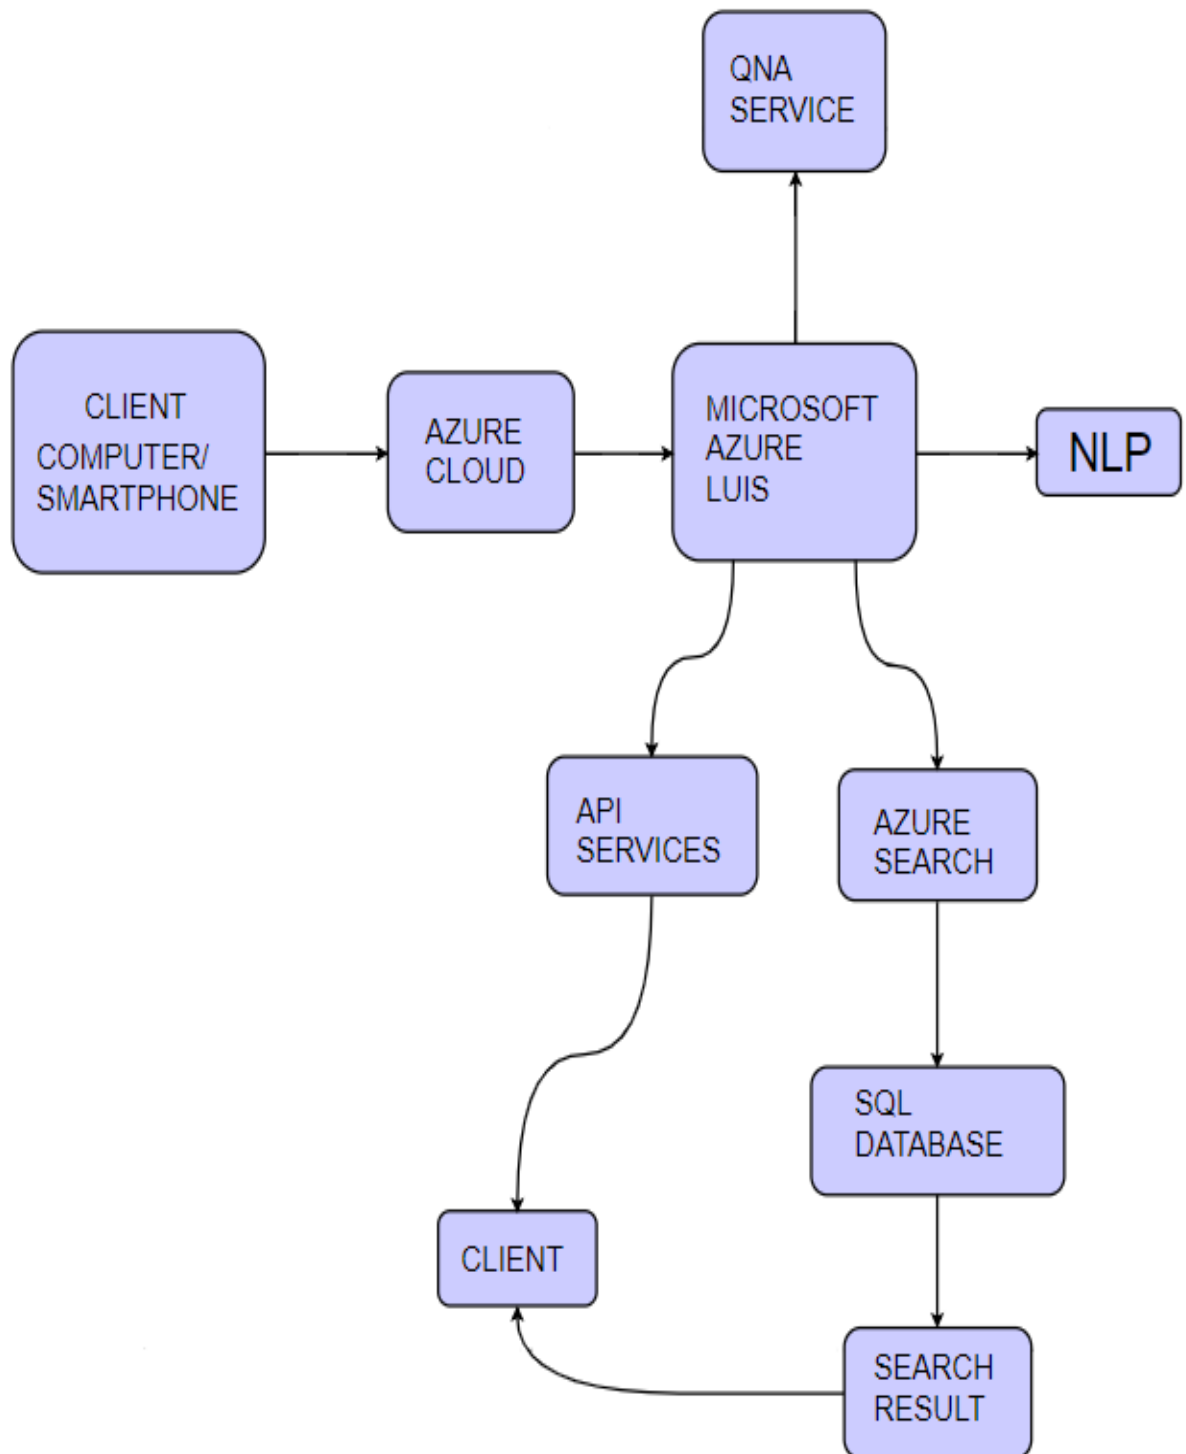 QNA
SERVICE
CLIENT
COMPUTER/
SMARTPHONE
AZURE
CLOUD
MICROSOFT
AZURE
LUIS
NLP
API
SERVICES
AZURE
SEARCH
SQL
DATABASE
CLIENT
SEARCH
RESULT